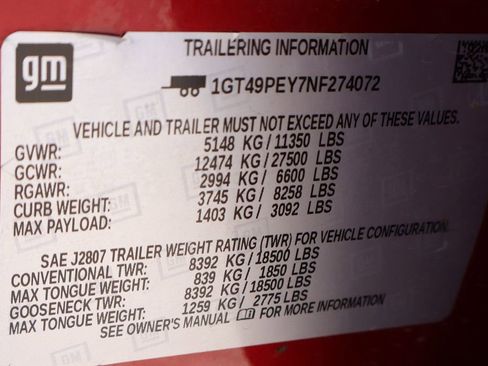 gm
TRAILERING INFORMATION
1GT49PEY7NF274072
VEHICLE AND TRAILER MUST NOT EXCEED ANY OF THESE VALUES.
GVWR: 5148 KG/11350 LBS
GCWR: 12474 KG/27500 LBS
RGAWR: 2994 KG/ 6600 LBS
CURB WEIGHT: 3745 KG/ 8258 LBS
MAX PAYLOAD: 1403 KG/ 3092 LBS
SAE J2807 TRAILER WEIGHT RATING (TWR) FOR VEHICLE CONFIGURATION.
CONVENTIONAL TWR: 8392 KG/18500 LBS
MAX TONGUE WEIGHT: 839 KG/ 1850 LBS
GOOSENECK TWR: 8392 KG/18500 LBS
MAX TONGUE WEIGHT: 1259 KG/ 2775 LBS
SEE OWNER'S MANUAL FOR MORE INFORMATION